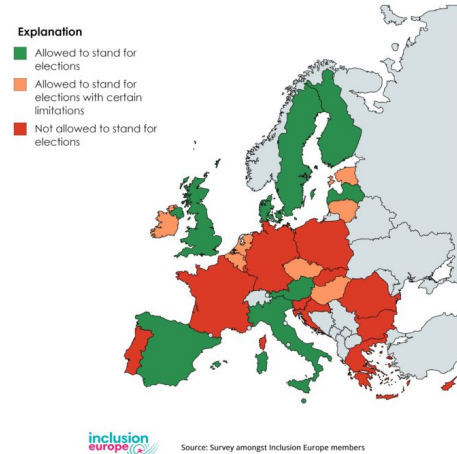 Explanation
Allowed to stand for
elections
Allowed to stand for
elections with certain
limitations
Not allowed to stand for
elections
inclusion
europe
Source: Survey amongst Inclusion Europe members